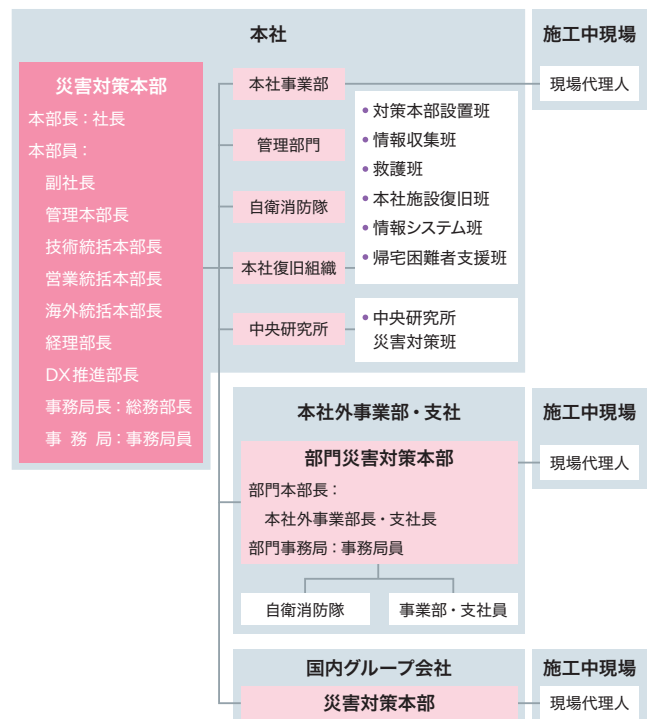 本社
施工中現場
災害対策本部
本部長：社長
本部員：
副社長
管理本部長
技術統括本部長
営業統括本部長
海外統括本部長
経理部長
DX推進部長
事務局長：総務部長
事 務 局：事務局員
本社事業部
管理部門
自衛消防隊
本社復旧組織
中央研究所
• 対策本部設置班
• 情報収集班
• 救護班
• 本社施設復旧班
• 情報システム班
• 帰宅困難者支援班
• 中央研究所
災害対策班
現場代理人
本社外事業部・支社
施工中現場
部門災害対策本部
部門本部長：
本社外事業部長・支社長
部門事務局：事務局員
現場代理人
自衛消防隊
事業部・支社員
国内グループ会社
施工中現場
災害対策本部
現場代理人